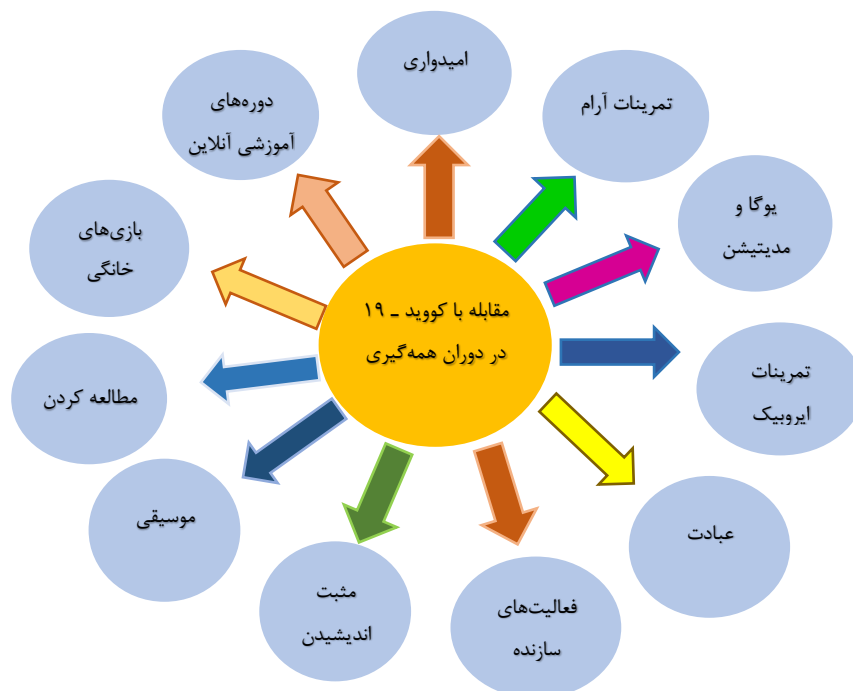 مقابله با کووید ـ ۱۹
در دوران همه‌گیری
امیدواری
تمرینات آرام
یوگا و
مدیتیشن
تمرینات
ایروبیک
عبادت
فعالیت‌های
سازنده
مثبت
اندیشیدن
موسیقی
مطالعه کردن
بازی‌های
خانگی
دوره‌های
آموزشی آنلاین